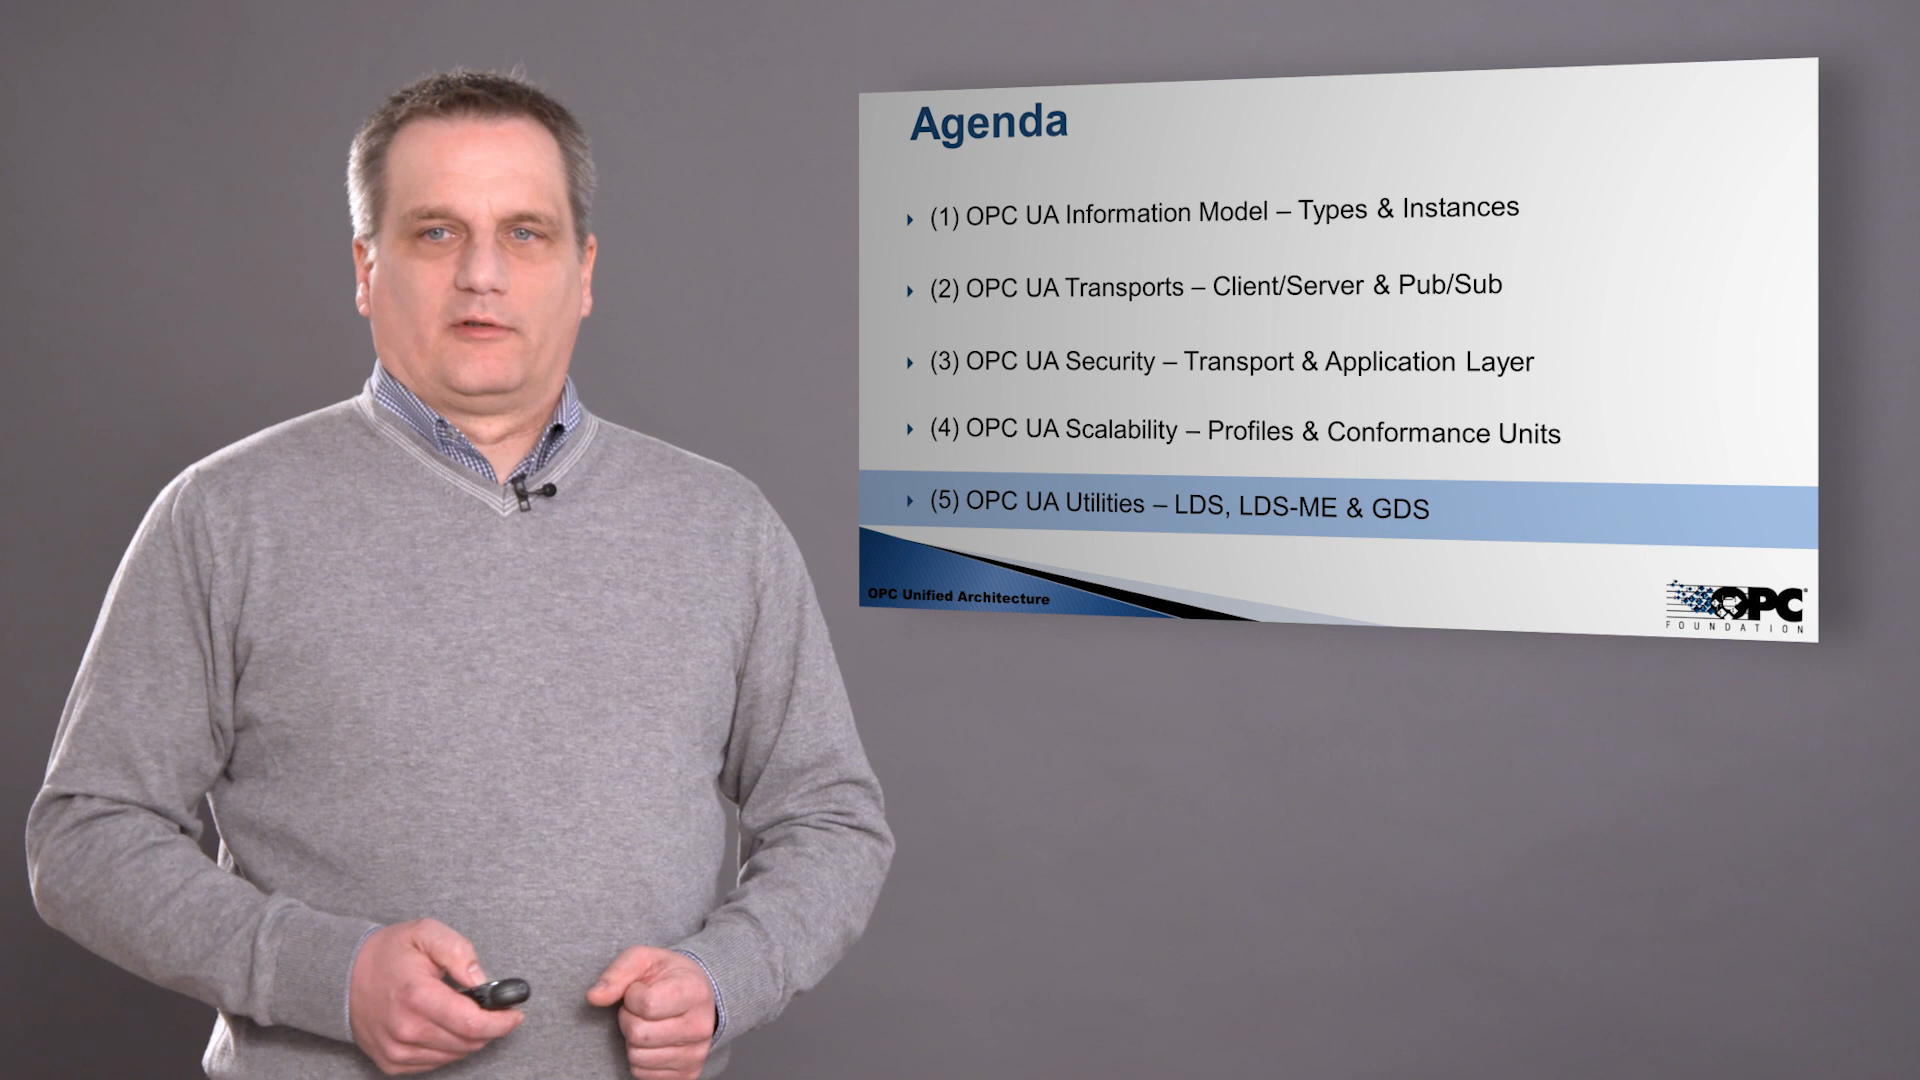 Agenda
(1) OPC UA Information Model – Types & Instances
(2) OPC UA Transports – Client/Server & Pub/Sub
(3) OPC UA Security – Transport & Application Layer
(4) OPC UA Scalability – Profiles & Conformance Units
(5) OPC UA Utilities – LDS, LDS-ME & GDS
OPC Unified Architecture
OPC
FOUNDATION